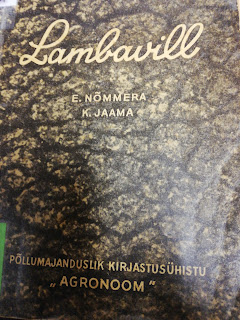 Lambavill
E. NÕMMERA
K. JAAMA
PÕLLUMAJANDUSLIK KIRJASTUSÜHISTU
„AGRONOOM"